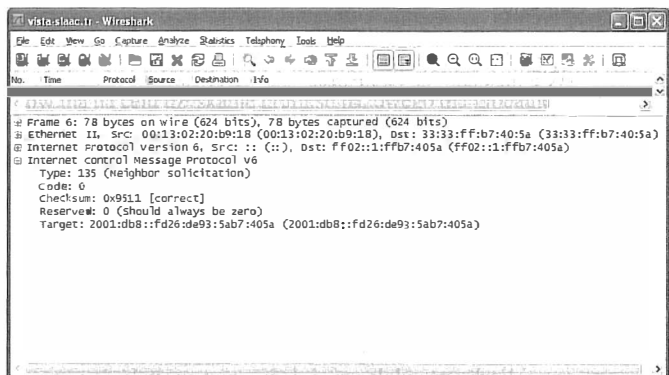 vista-slaac.tr - Wireshark
File Edit View Go Capture Analyze Statistics Telephony Tools Help
No. Time Protocol Source Destination Info
Frame 6: 78 bytes on wire (624 bits), 78 bytes captured (624 bits)
Ethernet II, Src: 00:13:02:20:b9:18 (00:13:02:20:b9:18), Dst: 33:33:ff:b7:40:5a (33:33:ff:b7:40:5a)
Internet Protocol Version 6, Src: :: (::), Dst: ff02::1:ffb7:405a (ff02::1:ffb7:405a)
Internet Control Message Protocol v6
Type: 135 (Neighbor solicitation)
Code: 0
Checksum: 0x9511 [correct]
Reserved: 0 (Should always be zero)
Target: 2001:db8::fd26:de93:5ab7:405a (2001:db8::fd26:de93:5ab7:405a)